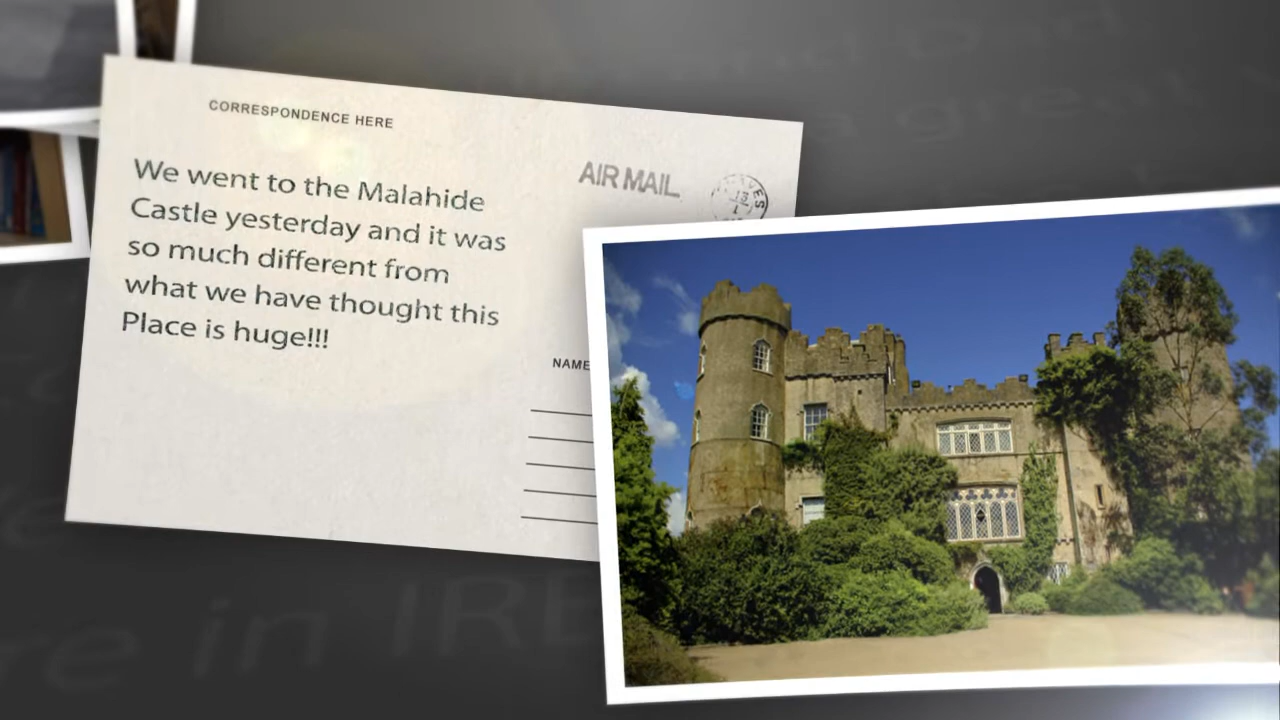 CORRESPONDENCE HERE
AIR MAIL
We went to the Malahide
Castle yesterday and it was
so much different from
what we have thought this
Place is huge!!!
NAME
in